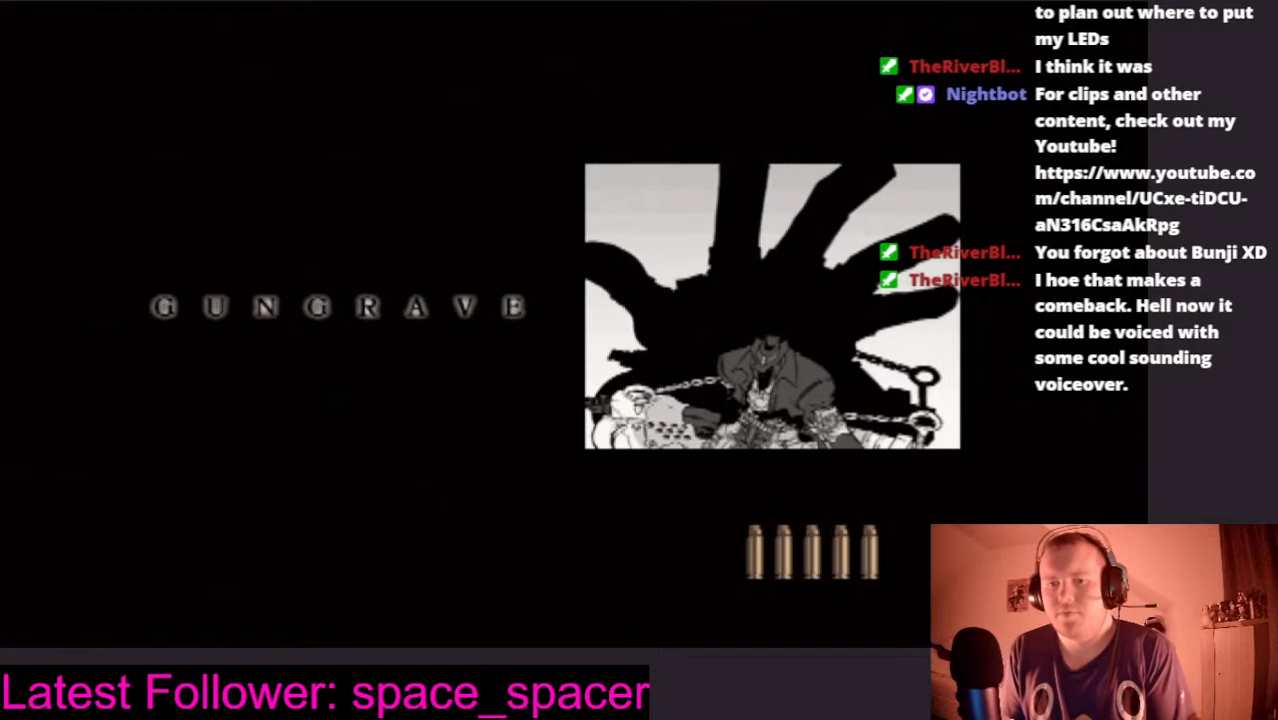 to plan out where to put
my LEDs
TheRiverBl... I think it was
Nightbot For clips and other
content, check out my
Youtube!
https://www.youtube.co
m/channel/UCxe-tiDCU-
aN316CsaAkRpg
TheRiverBl... You forgot about Bunji XD
TheRiverBl... I hoe that makes a
comeback. Hell now it
could be voiced with
some cool sounding
voiceover.
GUNGRAVE
Latest Follower: space_spacer